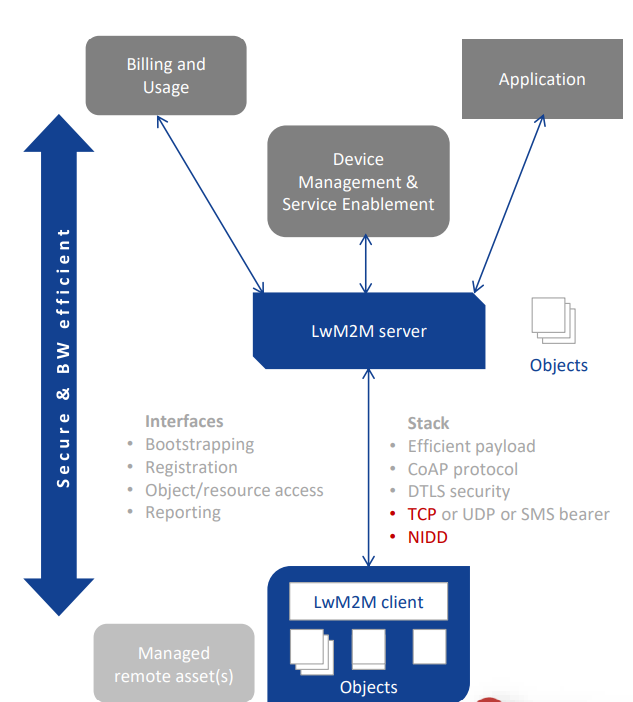 Billing and
Usage
Application
Device
Management &
Service Enablement
Secure & BW efficient
LwM2M server
Objects
Interfaces
• Bootstrapping
• Registration
• Object/resource access
• Reporting
Stack
• Efficient payload
• CoAP protocol
• DTLS security
• TCP or UDP or SMS bearer
• NIDD
LwM2M client
Objects
Managed
remote asset(s)